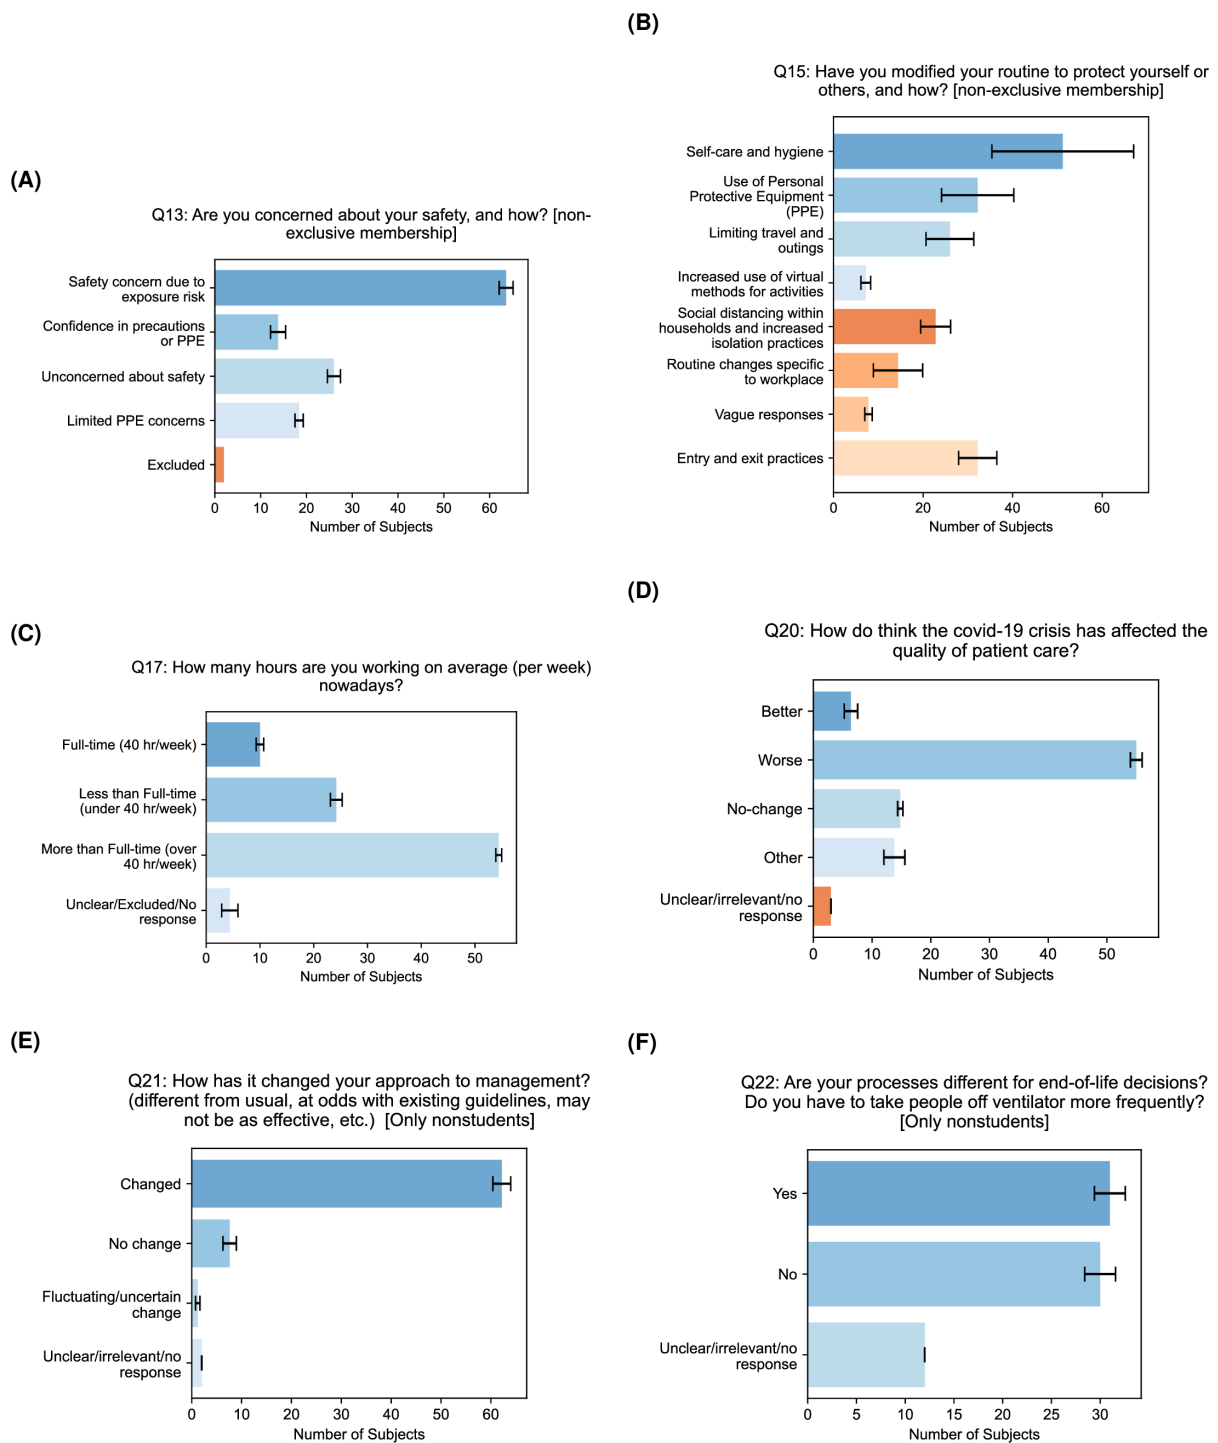 (A)
Q13: Are you concerned about your safety, and how? [non-
exclusive membership]
Safety concern due to
exposure risk
Confidence in precautions
or PPE
Unconcerned about safety
Limited PPE concerns
Excluded
0 10 20 30 40 50 60
Number of Subjects
(B)
Q15: Have you modified your routine to protect yourself or
others, and how? [non-exclusive membership]
Self-care and hygiene
Use of Personal
Protective Equipment
(PPE)
Limiting travel and
outings
Increased use of virtual
methods for activities
Social distancing within
households and increased
isolation practices
Routine changes specific
to workplace
Vague responses
Entry and exit practices
0 20 40 60
Number of Subjects
(C)
Q17: How many hours are you working on average (per week)
nowadays?
Full-time (40 hr/week)
Less than Full-time
(under 40 hr/week)
More than Full-time (over
40 hr/week)
Unclear/Excluded/No
response
0 10 20 30 40 50
Number of Subjects
(D)
Q20: How do think the covid-19 crisis has affected the
quality of patient care?
Better
Worse
No-change
Other
Unclear/irrelevant/no
response
0 10 20 30 40 50
Number of Subjects
(E)
Q21: How has it changed your approach to management?
(different from usual, at odds with existing guidelines, may
not be as effective, etc.) [Only nonstudents]
Changed
No change
Fluctuating/uncertain
change
Unclear/irrelevant/no
response
0 10 20 30 40 50 60
Number of Subjects
(F)
Q22: Are your processes different for end-of-life decisions?
Do you have to take people off ventilator more frequently?
[Only nonstudents]
Yes
No
Unclear/irrelevant/no
response
0 5 10 15 20 25 30
Number of Subjects